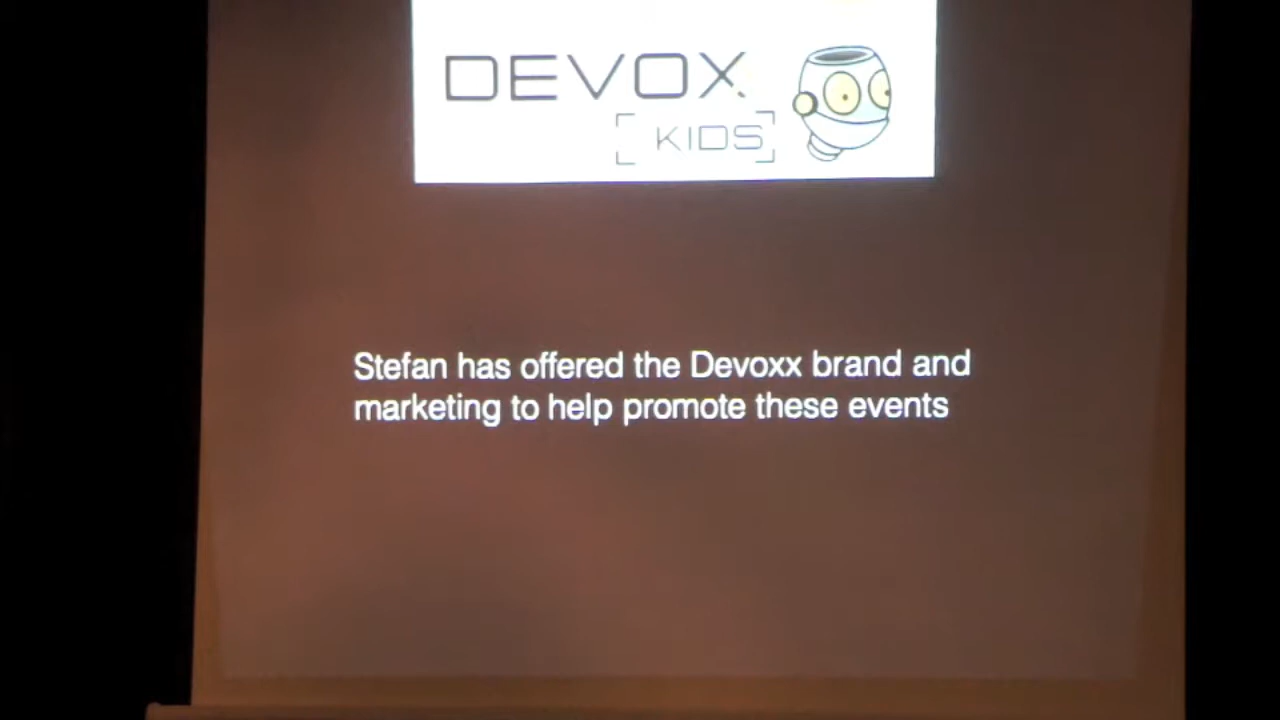 DEVOX
KIDS
Stefan has offered the Devoxx brand and
marketing to help promote these events